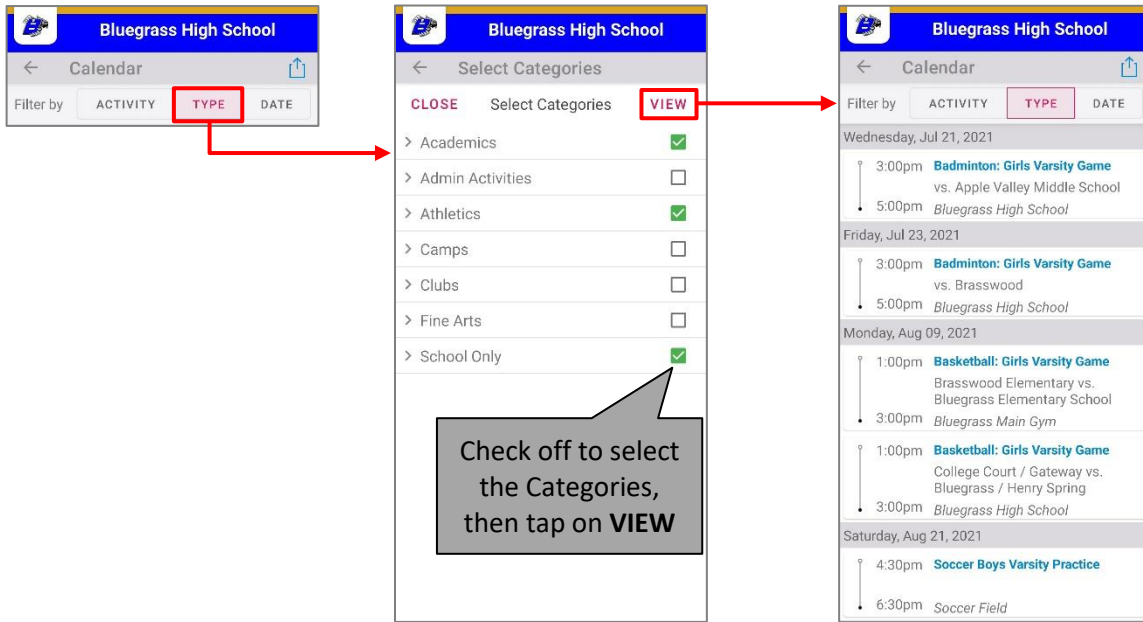 Bluegrass High School
Calendar
Filter by ACTIVITY TYPE DATE
Bluegrass High School
Select Categories
CLOSE Select Categories VIEW
Academics
Admin Activities
Athletics
Camps
Clubs
Fine Arts
School Only
Check off to select
the Categories,
then tap on VIEW
Bluegrass High School
Calendar
Filter by ACTIVITY TYPE DATE
Wednesday, Jul 21, 2021
3:00pm Badminton: Girls Varsity Game
vs. Apple Valley Middle School
5:00pm Bluegrass High School
Friday, Jul 23, 2021
3:00pm Badminton: Girls Varsity Game
vs. Brasswood
5:00pm Bluegrass High School
Monday, Aug 09, 2021
1:00pm Basketball: Girls Varsity Game
Brasswood Elementary vs.
Bluegrass Elementary School
3:00pm Bluegrass Main Gym
1:00pm Basketball: Girls Varsity Game
College Court / Gateway vs.
Bluegrass / Henry Spring
3:00pm Bluegrass High School
Saturday, Aug 21, 2021
4:30pm Soccer Boys Varsity Practice
6:30pm Soccer Field